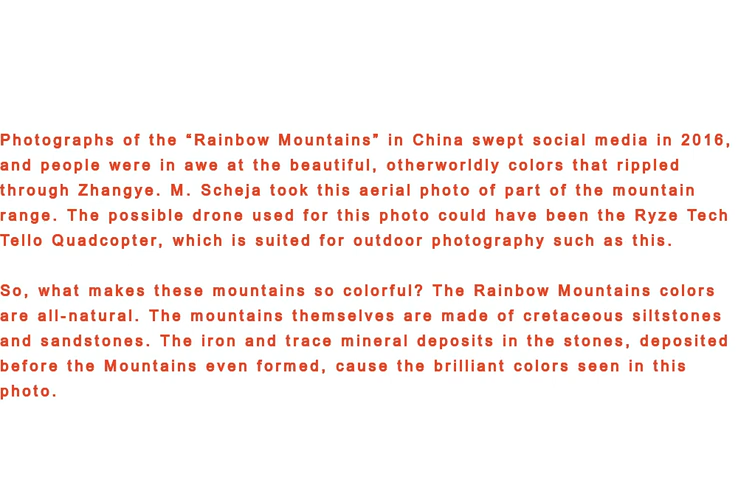 Photographs of the “Rainbow Mountains” in China swept social media in 2016,
and people were in awe at the beautiful, otherworldly colors that rippled
through Zhangye. M. Scheja took this aerial photo of part of the mountain
range. The possible drone used for this photo could have been the Ryze Tech
Tello Quadcopter, which is suited for outdoor photography such as this.
So, what makes these mountains so colorful? The Rainbow Mountains colors
are all-natural. The mountains themselves are made of cretaceous siltstones
and sandstones. The iron and trace mineral deposits in the stones, deposited
before the Mountains even formed, cause the brilliant colors seen in this
photo.